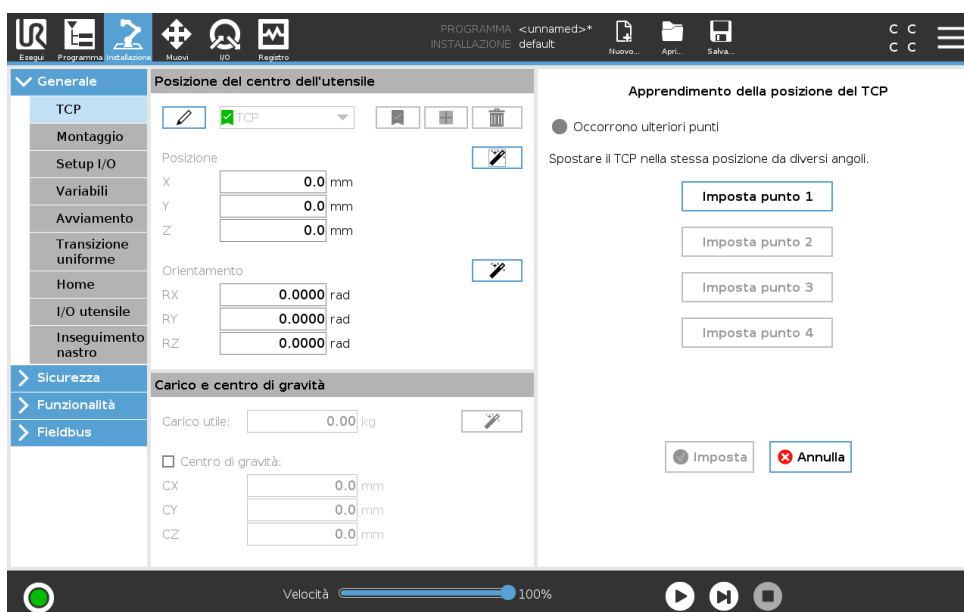 UR
PROGRAMMA <unnamed>*
INSTALLAZIONE default
Esegui Programma Installazione Muovi I/O Registro
Nuovo... Apri... Salva...
C C
C C
Generale
TCP
Montaggio
Setup I/O
Variabili
Avviamento
Transizione
uniforme
Home
I/O utensile
Inseguimento
nastro
Sicurezza
Funzionalità
Fieldbus
Posizione del centro dell'utensile
TCP
Posizione
X 0.0 mm
Y 0.0 mm
Z 0.0 mm
Orientamento
RX 0.0000 rad
RY 0.0000 rad
RZ 0.0000 rad
Carico e centro di gravità
Carico utile: 0.00 kg
Centro di gravità:
CX 0.0 mm
CY 0.0 mm
CZ 0.0 mm
Apprendimento della posizione del TCP
Occorrono ulteriori punti
Spostare il TCP nella stessa posizione da diversi angoli.
Imposta punto 1
Imposta punto 2
Imposta punto 3
Imposta punto 4
Imposta Annulla
Velocità 100%